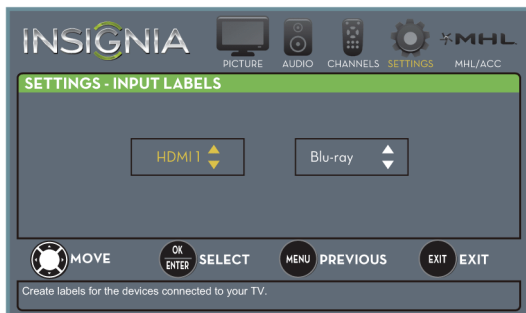 INSIGNIA
PICTURE AUDIO CHANNELS SETTINGS MHL/ACC
MHL
SETTINGS - INPUT LABELS
HDMI 1 Blu-ray
MOVE OK ENTER SELECT MENU PREVIOUS EXIT EXIT
Create labels for the devices connected to your TV.